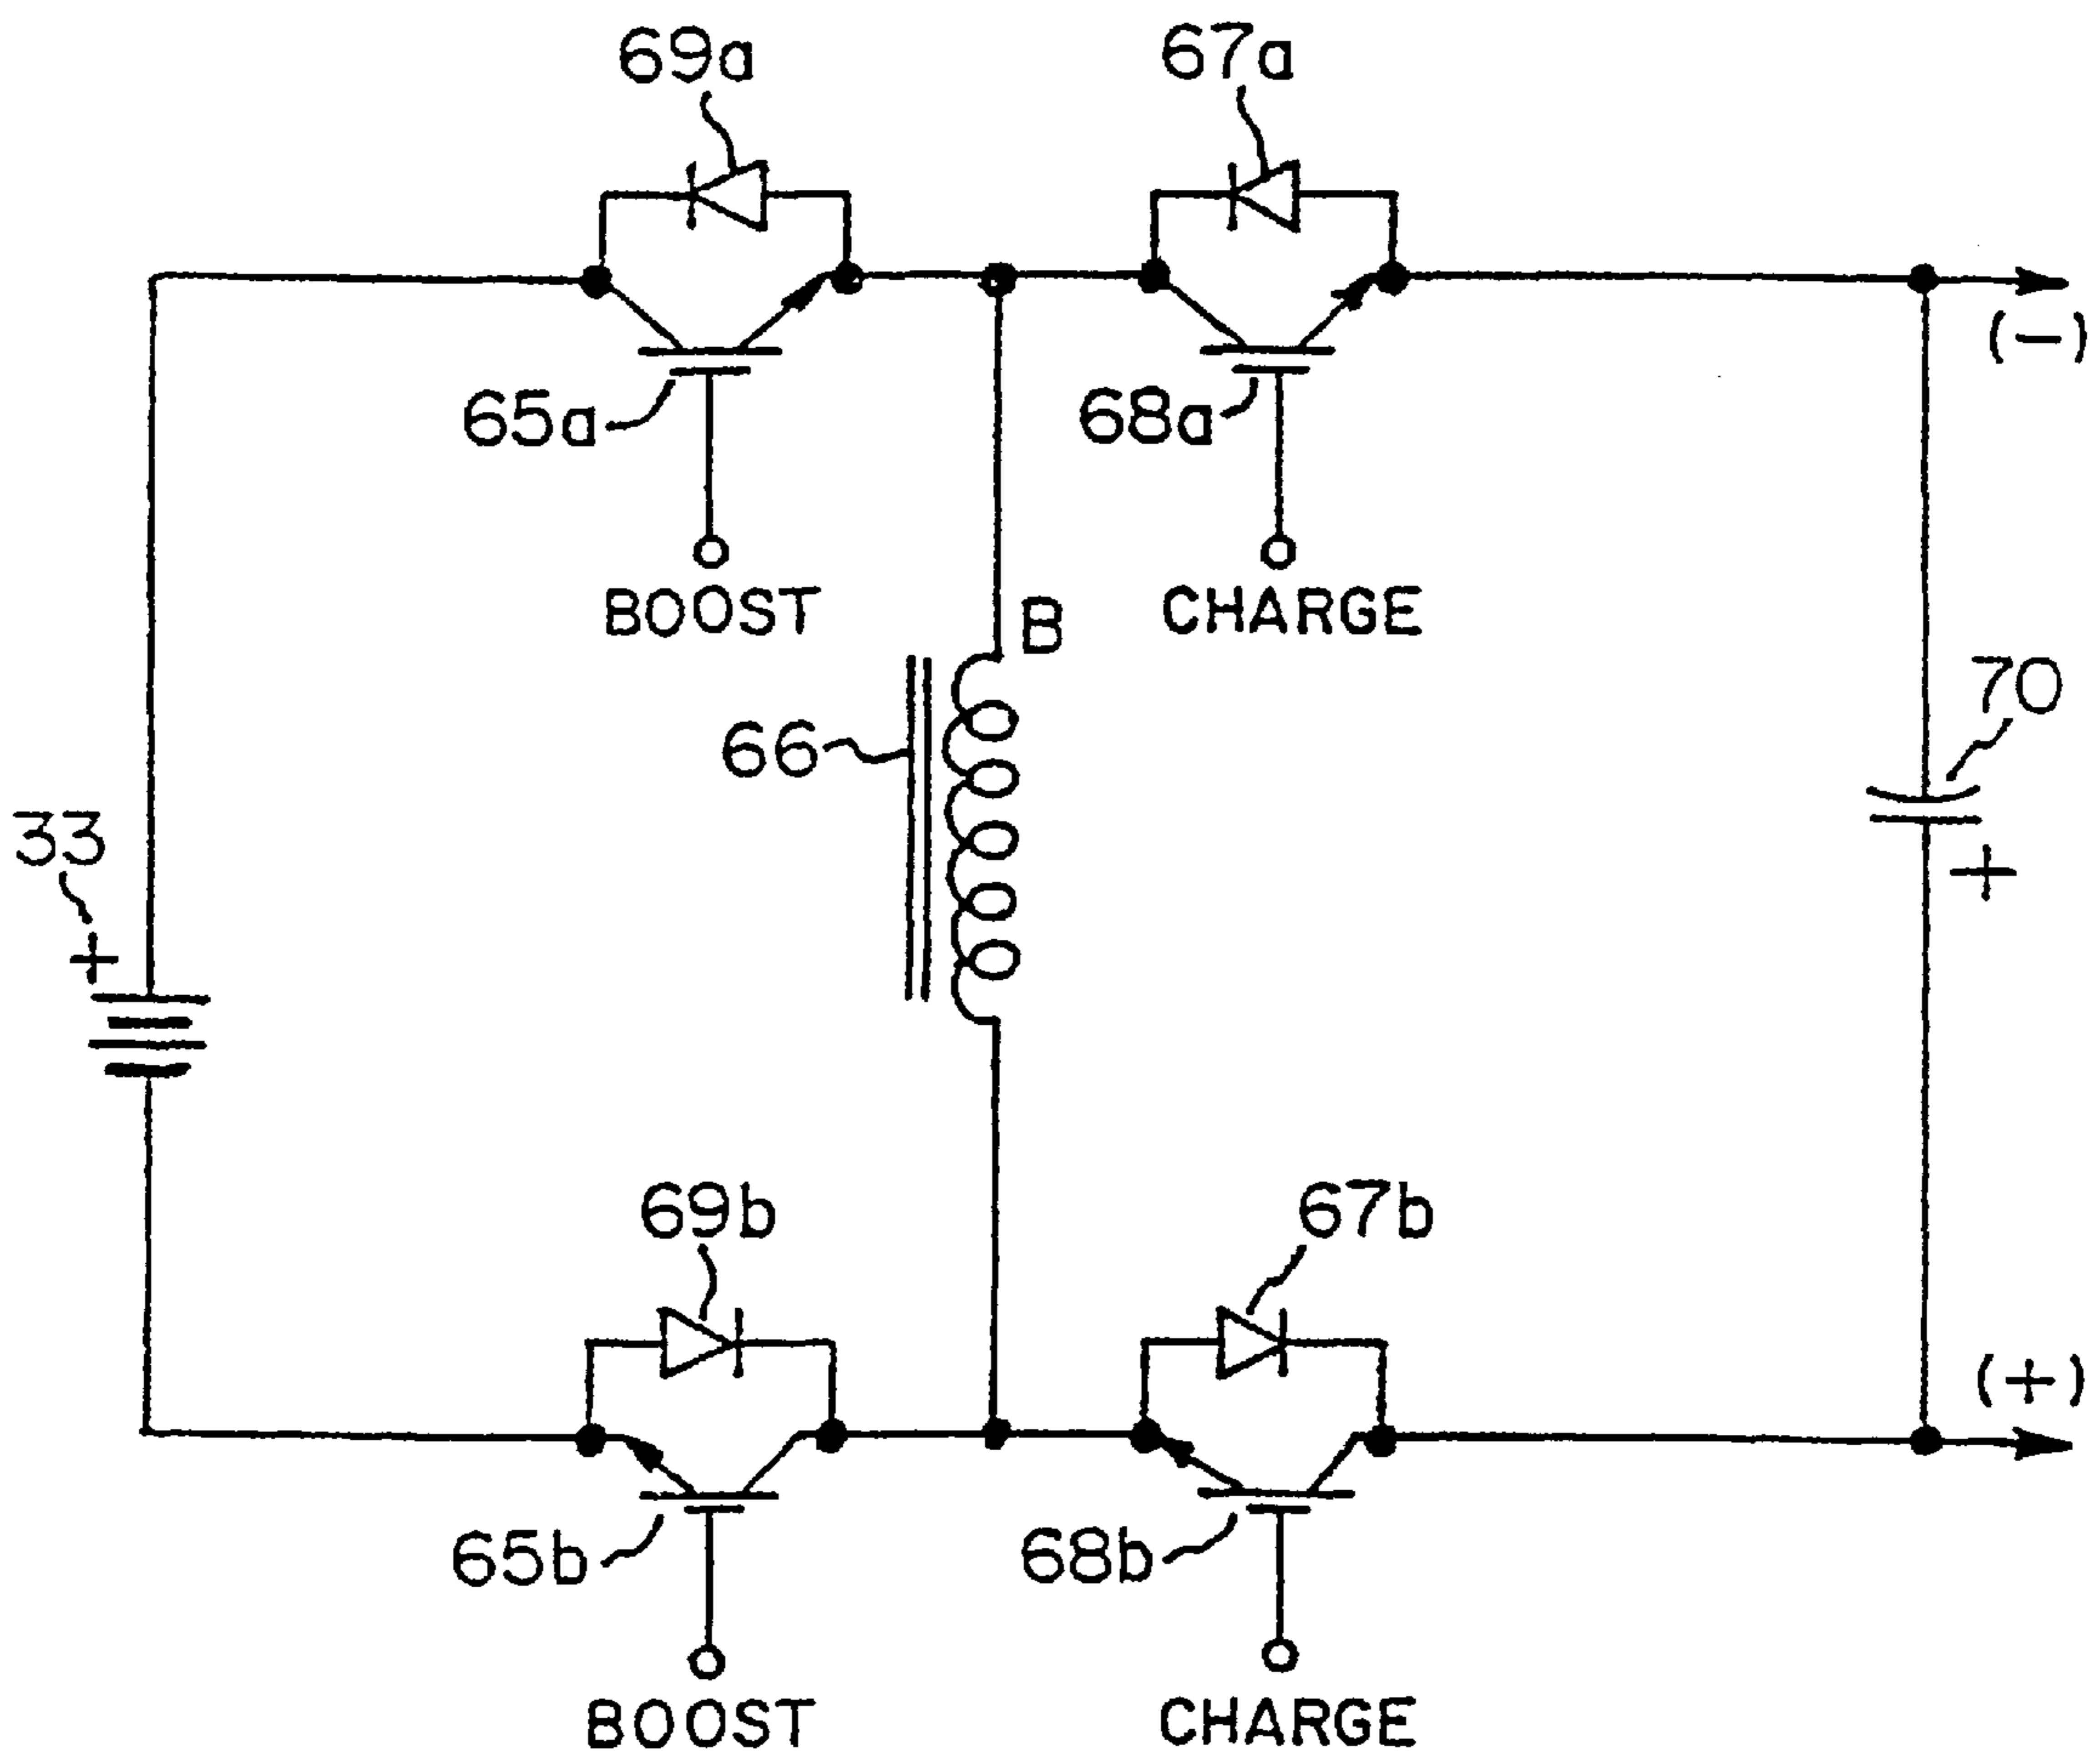 69a 67a
(-)
65a 68a
BOOST CHARGE
B
70
66
33
+
+
69b 67b
(+)
65b 68b
BOOST CHARGE